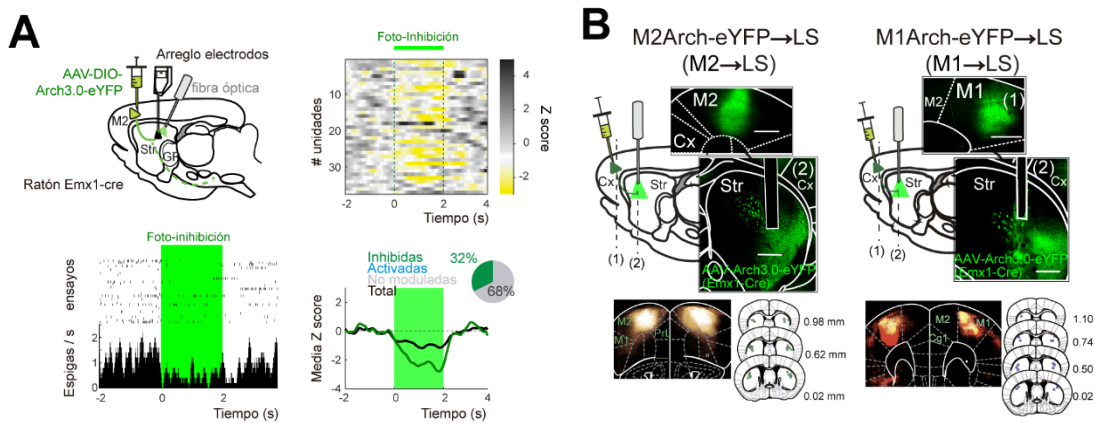 A
Arreglo electrodos
AAV-DIO-
Arch3.0-eYFP
fibra óptica
M2
Str
GP
Ratón Emx1-cre
Foto-Inhibición
# unidades
10
20
30
-2 0 2 4
Tiempo (s)
4
2
0
-2
Z score
Foto-inihibición
ensayos
Espigas / s
2
1
0
-2 0 2
Tiempo (s)
Inhibidas
Activadas
No moduladas
Total
32%
68%
Media Z score
2
0
-2
-4
-2 0 2 4
Tiempo (s)
B
M2Arch-eYFP→LS
(M2→LS)
M2
Cx
Cx
Str
(1)
(2)
(2)
Cx
Str
AAV-Arch3.0-eYFP
(Emx1-Cre)
M2
M1
PrL
0.98 mm
0.62 mm
0.02 mm
M1Arch-eYFP→LS
(M1→LS)
M2
M1
(1)
Cx
Str
(1)
(2)
(2)
Cx
Str
AAV-Arch3.0-eYFP
(Emx1-Cre)
M2
M1
Cg1
1.10
0.74
0.50
0.02